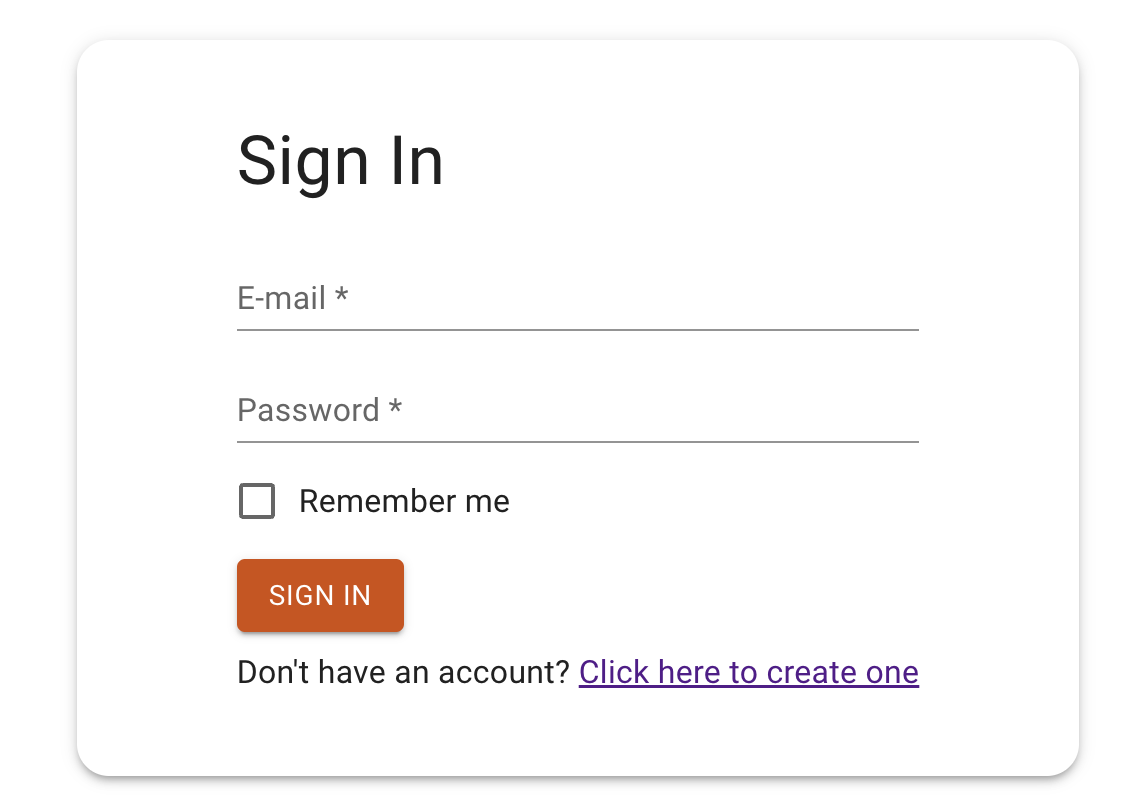 Sign In
E-mail *
Password *
Remember me
SIGN IN
Don't have an account? Click here to create one